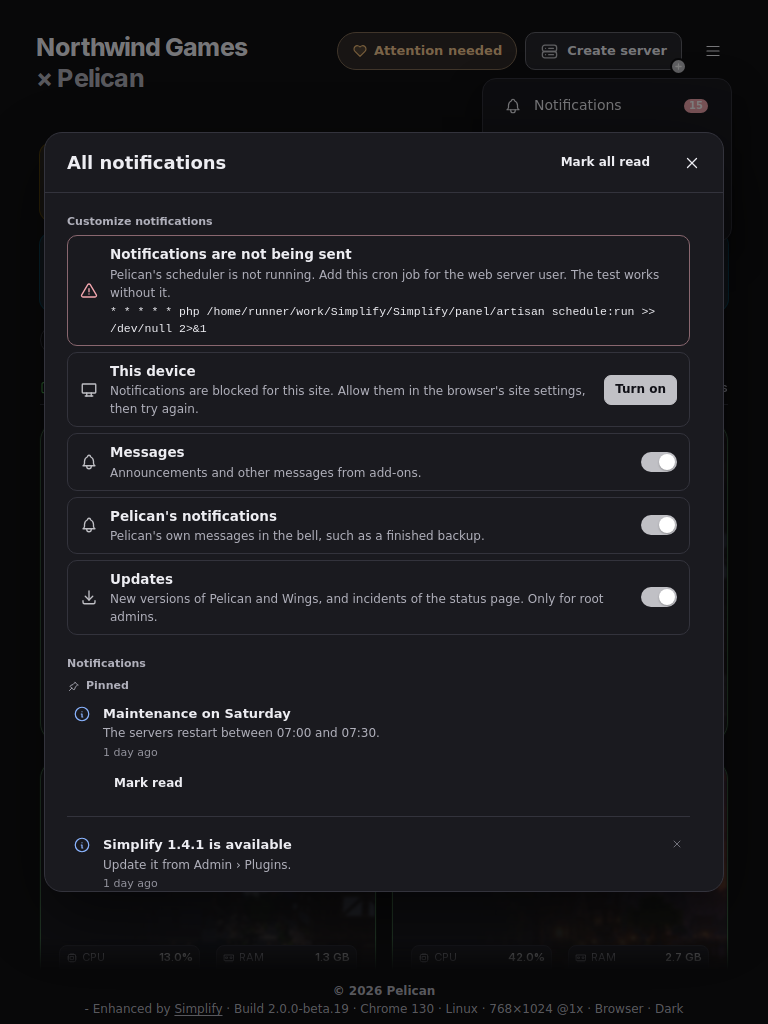 Northwind Games
× Pelican
Attention needed
Create server
Notifications
15
All notifications
Mark all read
Customize notifications
Notifications are not being sent
Pelican's scheduler is not running. Add this cron job for the web server user. The test works
without it.
* * * * * php /home/runner/work/Simplify/Simplify/panel/artisan schedule:run >>
/dev/null 2>&1
This device
Notifications are blocked for this site. Allow them in the browser's site settings,
then try again.
Turn on
Messages
Announcements and other messages from add-ons.
Pelican's notifications
Pelican's own messages in the bell, such as a finished backup.
Updates
New versions of Pelican and Wings, and incidents of the status page. Only for root
admins.
Notifications
Pinned
Maintenance on Saturday
The servers restart between 07:00 and 07:30.
1 day ago
Mark read
Simplify 1.4.1 is available
Update it from Admin › Plugins.
1 day ago
CPU 13.0% RAM 1.3 GB CPU 42.0% RAM 2.7 GB
© 2026 Pelican
- Enhanced by Simplify · Build 2.0.0-beta.19 · Chrome 130 · Linux · 768×1024 @1x · Browser · Dark